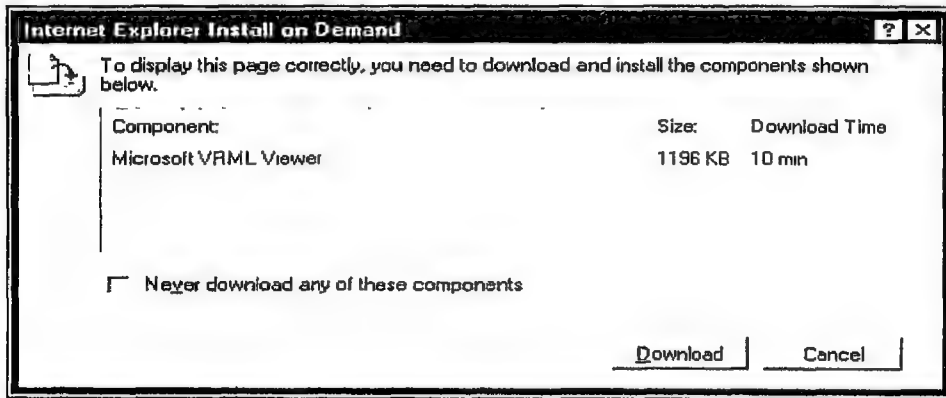 Internet Explorer Install on Demand
To display this page correctly, you need to download and install the components shown
below.
Component: Size: Download Time
Microsoft VRML Viewer 1196 KB 10 min
Never download any of these components
Download Cancel